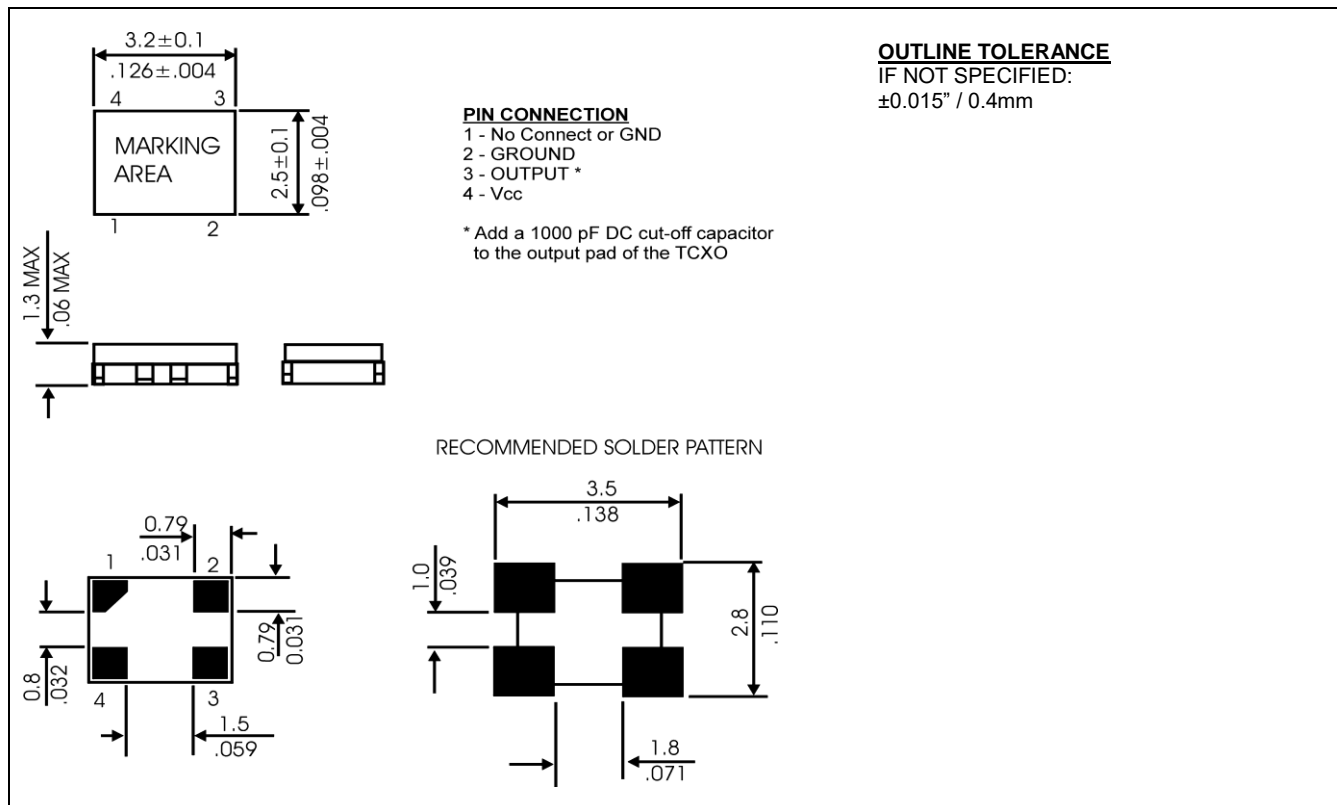 3.2±0.1
.126±.004
4 3
MARKING
AREA
1 2
2.5±0.1
.098±.004
1.3 MAX
.06 MAX
PIN CONNECTION
1 - No Connect or GND
2 - GROUND
3 - OUTPUT *
4 - Vcc
* Add a 1000 pF DC cut-off capacitor
to the output pad of the TCXO
OUTLINE TOLERANCE
IF NOT SPECIFIED:
±0.015” / 0.4mm
0.79
.031
1 2
0.79
0.031
0.8
.032
4 3
1.5
.059
RECOMMENDED SOLDER PATTERN
3.5
.138
1.0
.039
2.8
.110
1.8
.071